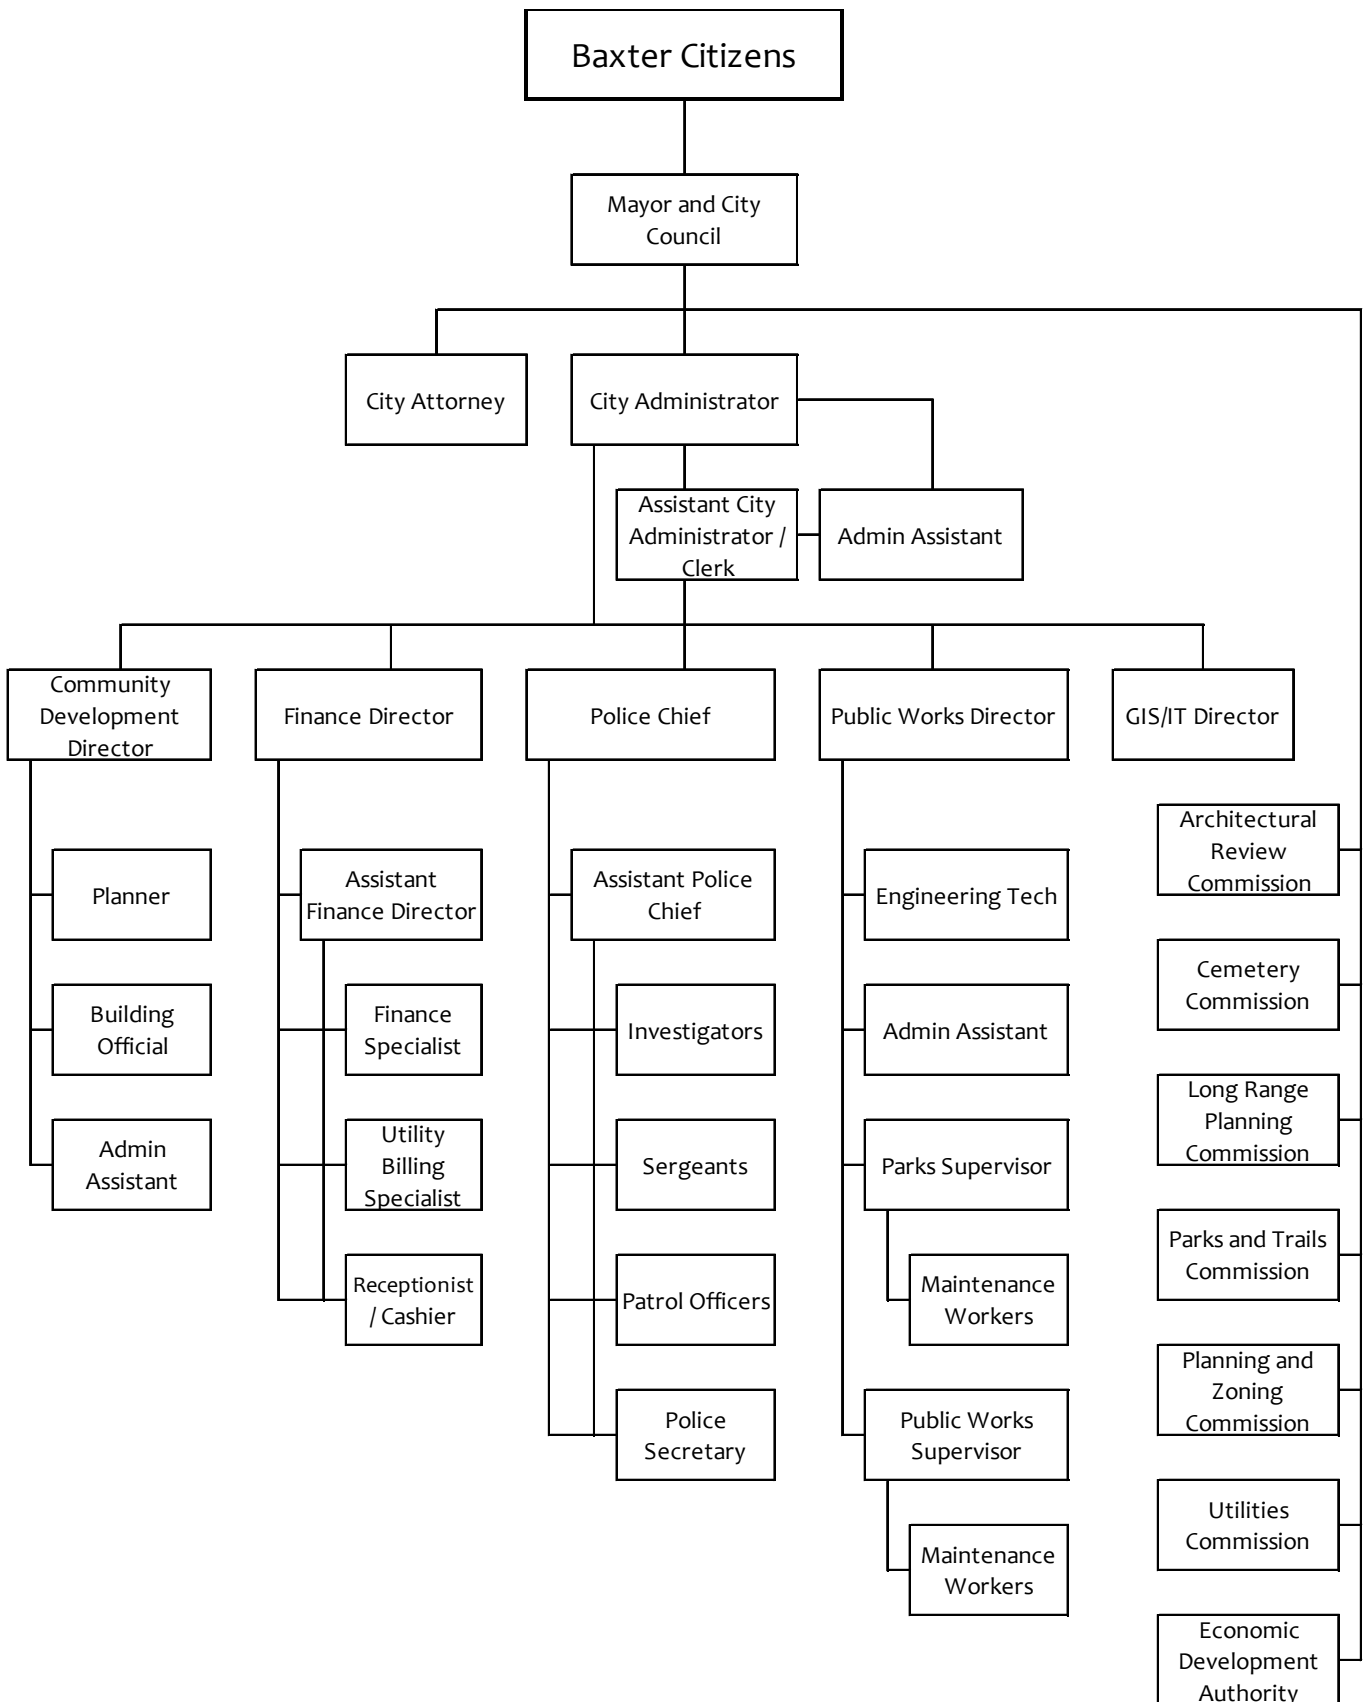 Baxter Citizens
Mayor and City
Council
City Attorney
City Administrator
Assistant City
Administrator /
Clerk
Admin Assistant
Community
Development
Director
Finance Director
Police Chief
Public Works Director
GIS/IT Director
Planner
Building
Official
Admin
Assistant
Assistant
Finance Director
Finance
Specialist
Utility
Billing
Specialist
Receptionist
/ Cashier
Assistant Police
Chief
Investigators
Sergeants
Patrol Officers
Police
Secretary
Engineering Tech
Admin Assistant
Parks Supervisor
Maintenance
Workers
Public Works
Supervisor
Maintenance
Workers
Architectural
Review
Commission
Cemetery
Commission
Long Range
Planning
Commission
Parks and Trails
Commission
Planning and
Zoning
Commission
Utilities
Commission
Economic
Development
Authority